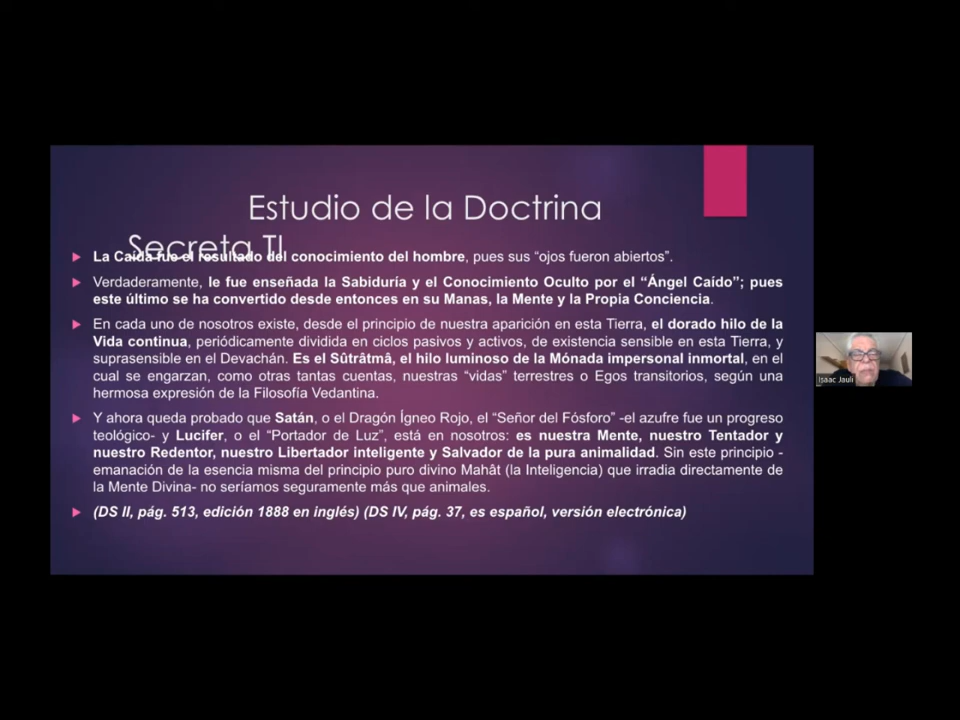 Estudio de la Doctrina
Secreta TI
La Caída fue el resultado del conocimiento del hombre, pues sus “ojos fueron abiertos”.
Verdaderamente, le fue enseñada la Sabiduría y el Conocimiento Oculto por el “Ángel Caído”; pues
este último se ha convertido desde entonces en su Manas, la Mente y la Propia Conciencia.
En cada uno de nosotros existe, desde el principio de nuestra aparición en esta Tierra, el dorado hilo de la
Vida continua, periódicamente dividida en ciclos pasivos y activos, de existencia sensible en esta Tierra, y
suprasensible en el Devachán. Es el Sûtrâtmâ, el hilo luminoso de la Mónada impersonal inmortal, en el
cual se engarzan, como otras tantas cuentas, nuestras “vidas” terrestres o Egos transitorios, según una
hermosa expresión de la Filosofía Vedantina.
Y ahora queda probado que Satán, o el Dragón Ígneo Rojo, el “Señor del Fósforo” -el azufre fue un progreso
teológico- y Lucifer, o el “Portador de Luz”, está en nosotros: es nuestra Mente, nuestro Tentador y
nuestro Redentor, nuestro Libertador inteligente y Salvador de la pura animalidad. Sin este principio -
emanación de la esencia misma del principio puro divino Mahât (la Inteligencia) que irradia directamente de
la Mente Divina- no seríamos seguramente más que animales.
(DS II, pág. 513, edición 1888 en inglés) (DS IV, pág. 37, es español, versión electrónica)
Isaac Jauli